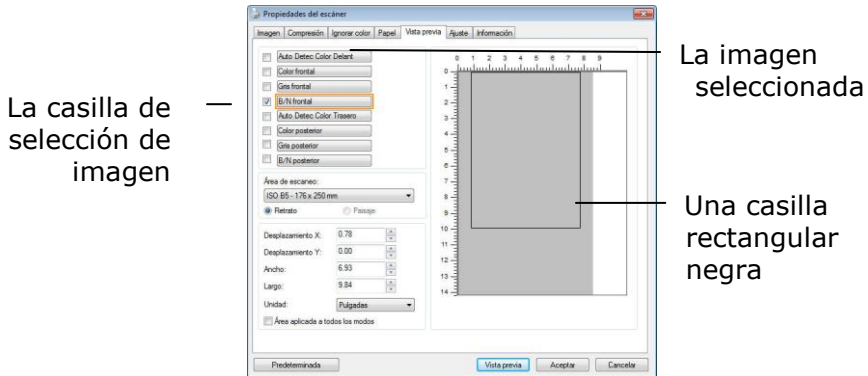 Propiedades del escáner
Imagen Compresión Ignorar color Papel Vista previa Ajuste Información
Auto Detec Color Delant
Color frontal
Gris frontal
B/N frontal
Auto Detec Color Trasero
Color posterior
Gris posterior
B/N posterior
Área de escaneo:
ISO B5 - 176 x 250 mm
Retrato Paisaje
Desplazamiento X: 0.78
Desplazamiento Y: 0.00
Ancho: 6.93
Largo: 9.84
Unidad: Pulgadas
Área aplicada a todos los modos
0 1 2 3 4 5 6 7 8 9
0
1
2
3
4
5
6
7
8
9
10
11
12
13
14
Predeterminada Vista previa Aceptar Cancelar
La casilla de
selección de
imagen
La imagen
seleccionada
Una casilla
rectangular
negra